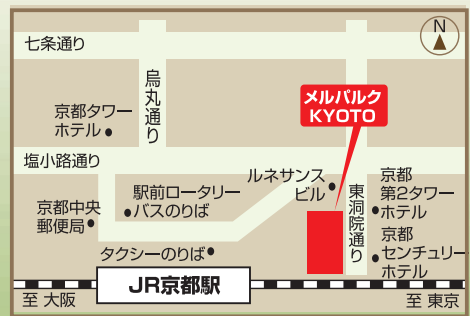 N
七条通り
烏丸通り
メルパルク
KYOTO
京都タワー
ホテル
塩小路通り
ルネサンス
ビル
京都
第2タワー
ホテル
駅前ロータリー
バスのりば
京都中央
郵便局
東洞院通り
京都
センチュリー
ホテル
タクシーのりば
JR京都駅
至 大阪
至 東京